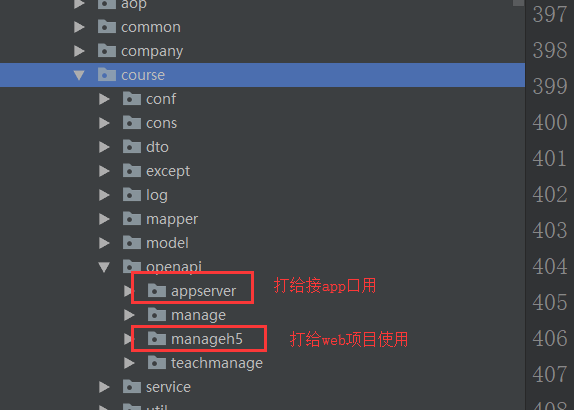 aop
common
company
course
conf
cons
dto
except
log
mapper
model
openapi
appserver 打给接app口用
manage
manageh5 打给web项目使用
teachmanage
service
util
397
398
399
400
401
402
403
404
405
406
407
408